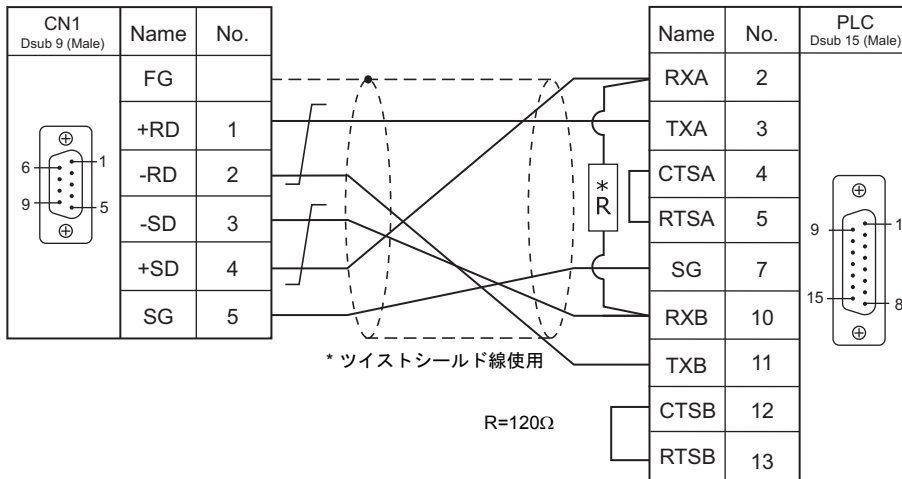 CN1
Dsub 9 (Male)
Name No.
FG
+RD 1
-RD 2
-SD 3
+SD 4
SG 5
6
1
9
5
* ツイストシールド線使用
R=120Ω
*
R
Name No.
RXA 2
TXA 3
CTSA 4
RTSA 5
SG 7
RXB 10
TXB 11
CTSB 12
RTSB 13
PLC
Dsub 15 (Male)
9
1
15
8